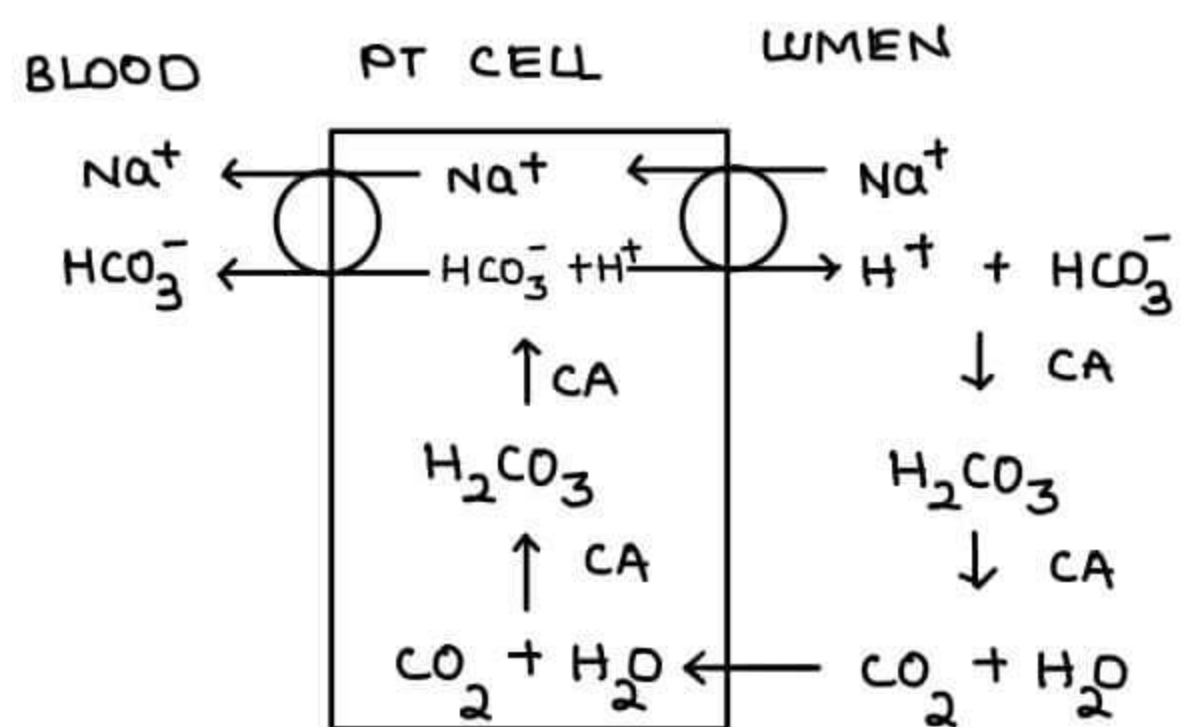 BLOOD PT CELL LUMEN
Na⁺ ← Na⁺ ← Na⁺
HCO₃⁻ ← HCO₃⁻ + H⁺ → H⁺ + HCO₃⁻
↑ CA ↓ CA
H₂CO₃ H₂CO₃
↑ CA ↓ CA
CO₂ + H₂O ← CO₂ + H₂O